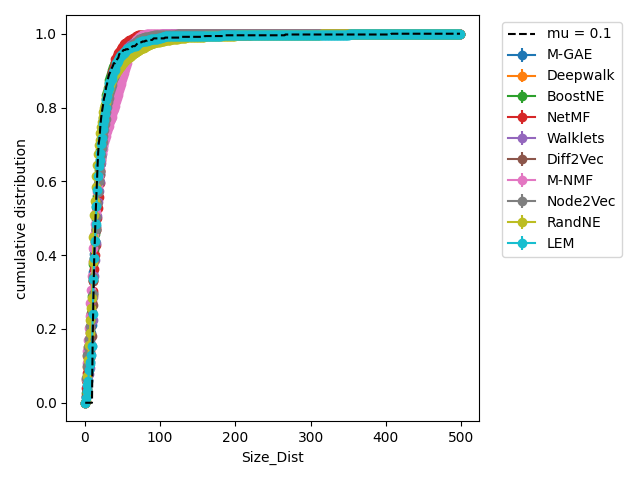 1.0
0.8
0.6
0.4
0.2
0.0
cumulative distribution
0
100
200
300
400
500
Size_Dist
mu = 0.1
M-GAE
Deepwalk
BoostNE
NetMF
Walklets
Diff2Vec
M-NMF
Node2Vec
RandNE
LEM